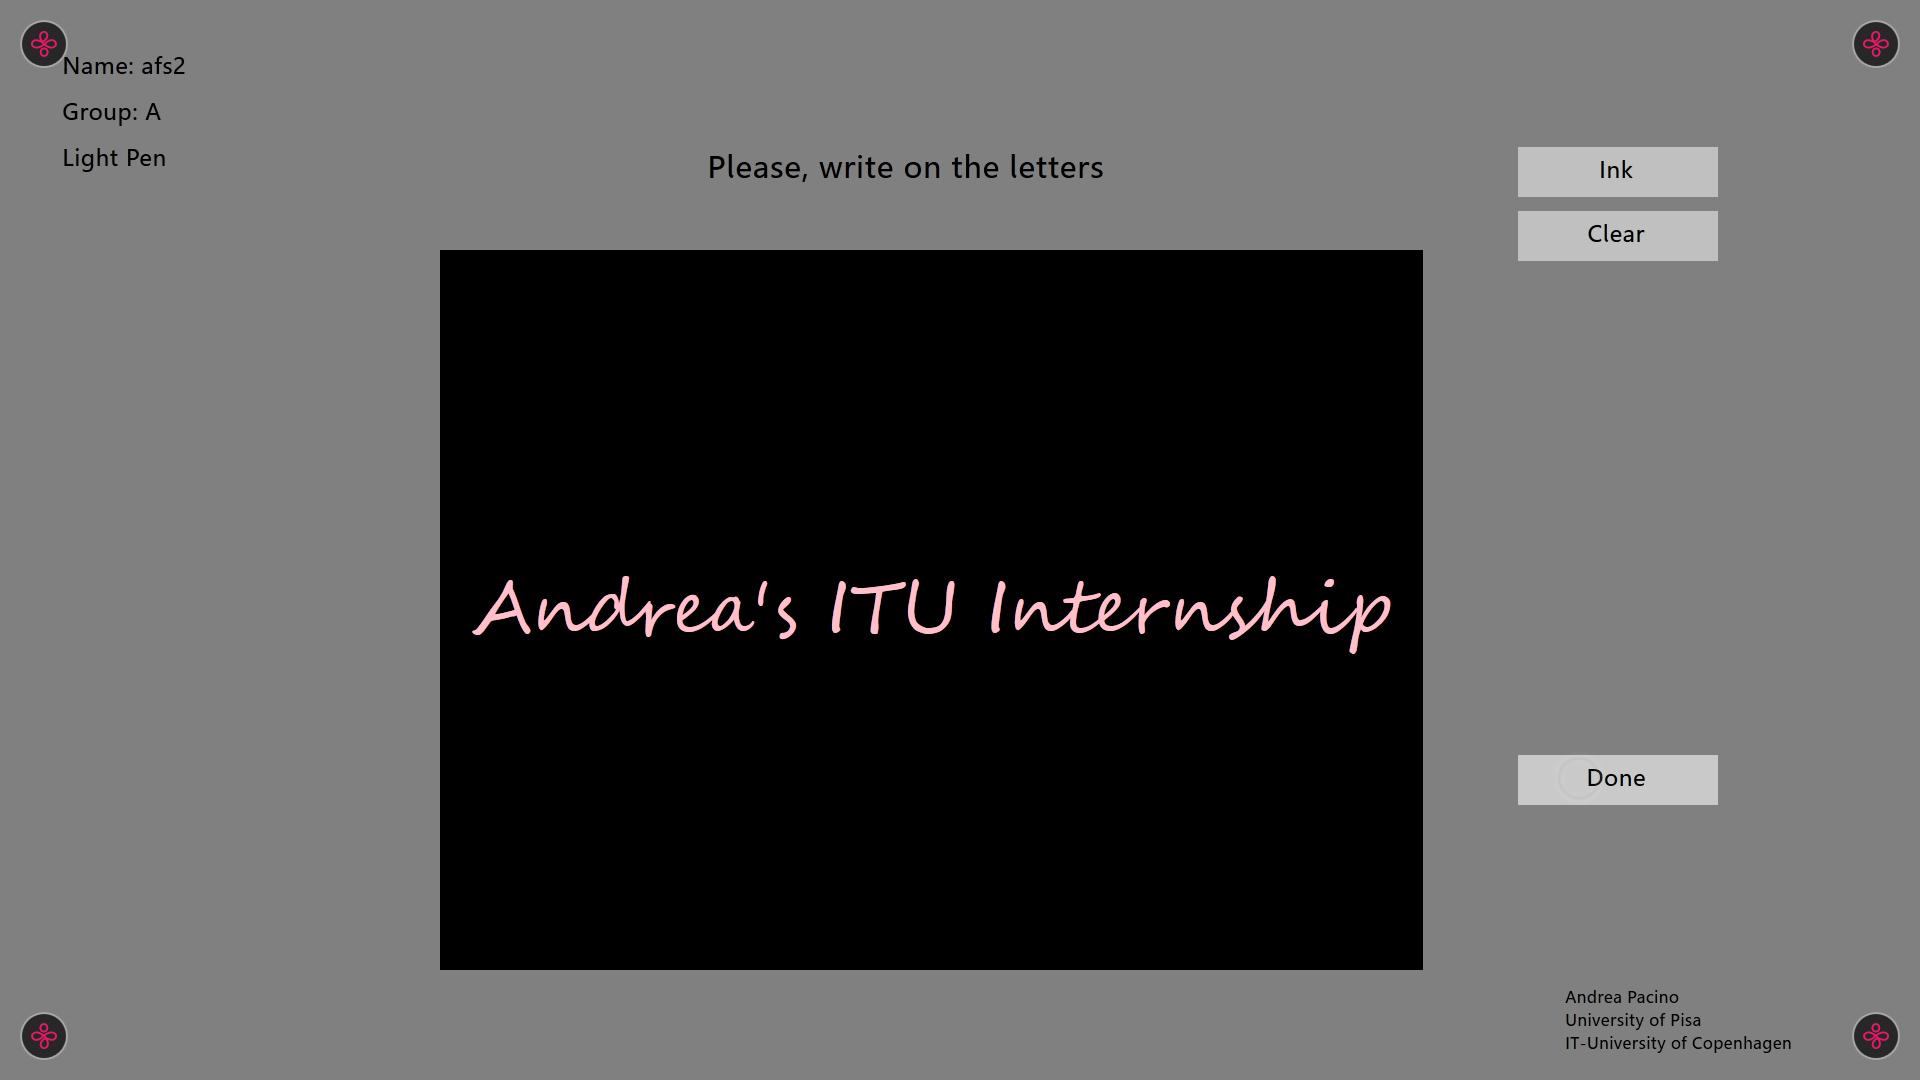 Name: afs2
Group: A
Light Pen
Please, write on the letters
Ink
Clear
Andrea's ITU Internship
Done
Andrea Pacino
University of Pisa
IT-University of Copenhagen